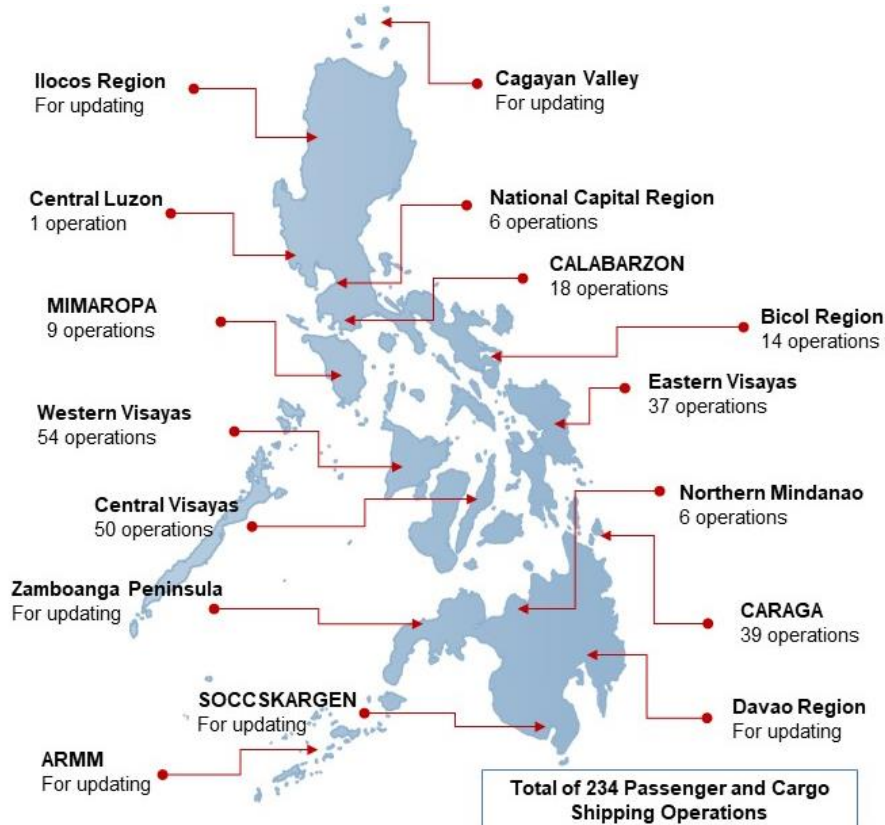 Ilocos Region
For updating
Cagayan Valley
For updating
Central Luzon
1 operation
National Capital Region
6 operations
CALABARZON
18 operations
MIMAROPA
9 operations
Bicol Region
14 operations
Eastern Visayas
37 operations
Western Visayas
54 operations
Northern Mindanao
6 operations
Central Visayas
50 operations
Zamboanga Peninsula
For updating
CARAGA
39 operations
SOCCSKARGEN
For updating
Davao Region
For updating
ARMM
For updating
Total of 234 Passenger and Cargo
Shipping Operations